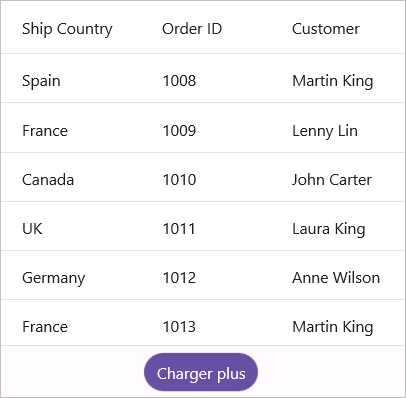 Ship Country Order ID Customer
Spain 1008 Martin King
France 1009 Lenny Lin
Canada 1010 John Carter
UK 1011 Laura King
Germany 1012 Anne Wilson
France 1013 Martin King
Charger plus